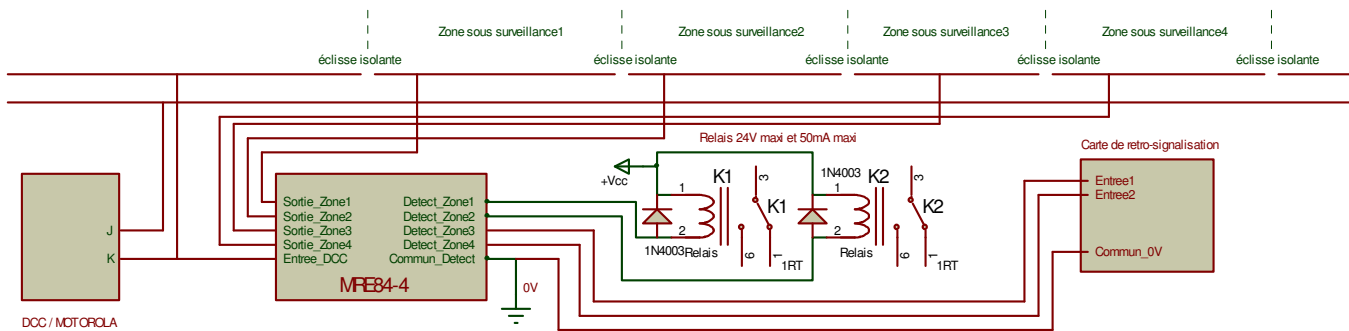 Zone sous surveillance1
Zone sous surveillance2
Zone sous surveillance3
Zone sous surveillance4
éclisse isolante
éclisse isolante
éclisse isolante
éclisse isolante
éclisse isolante
Relais 24V maxi et 50mA maxi
Carte de retro-signalisation
+Vcc
1N4003
K1
3
K1
K2
3
K2
1
2
1
2
1N4003
Relais
6
1
1RT
Relais
6
1
1RT
Entree1
Entree2
Commun_0V
J
K
Sortie_Zone1
Sortie_Zone2
Sortie_Zone3
Sortie_Zone4
Entree_DCC
Detect_Zone1
Detect_Zone2
Detect_Zone3
Detect_Zone4
Commun_Detect
MRE84-4
0V
DCC / MOTOROLA